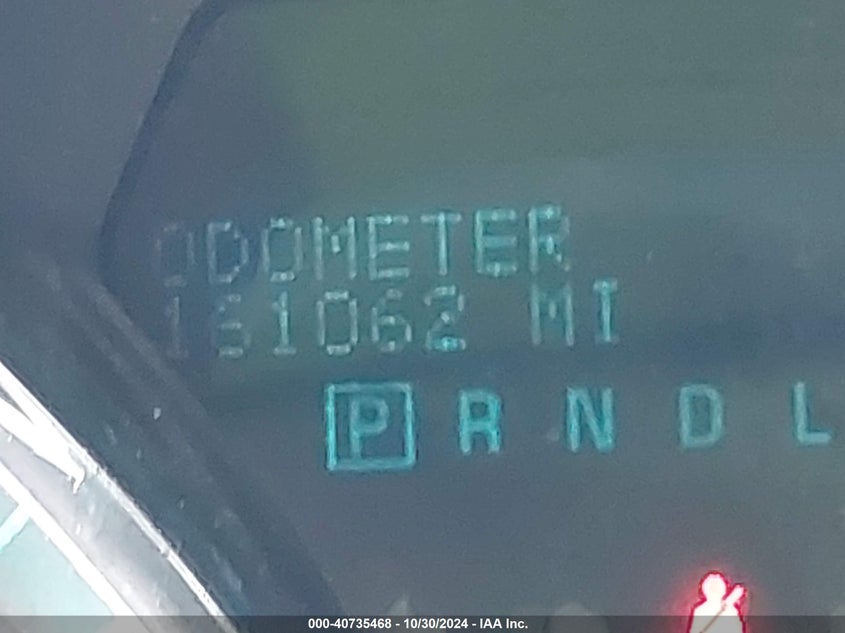 ODOMETER
161062 MI
P R N D L
000-40735468 - 10/30/2024 - IAA Inc.